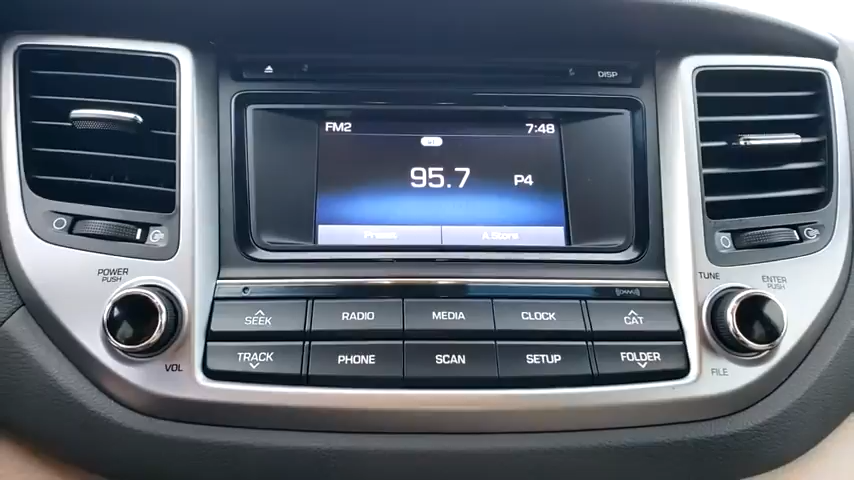 DISP
FM2 7:48
95.7 P4
Presets A.Store
POWER
PUSH
VOL
TUNE
ENTER
PUSH
FILE
SEEK RADIO MEDIA CLOCK CAT
TRACK PHONE SCAN SETUP FOLDER